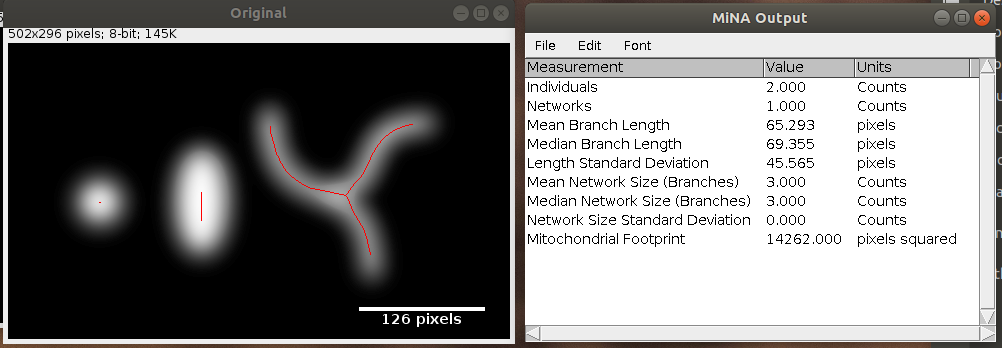 Original
502x296 pixels; 8-bit; 145K
126 pixels
MiNA Output
File Edit Font
Measurement Value Units
Individuals 2.000 Counts
Networks 1.000 Counts
Mean Branch Length 65.293 pixels
Median Branch Length 69.355 pixels
Length Standard Deviation 45.565 pixels
Mean Network Size (Branches) 3.000 Counts
Median Network Size (Branches) 3.000 Counts
Network Size Standard Deviation 0.000 Counts
Mitochondrial Footprint 14262.000 pixels squared